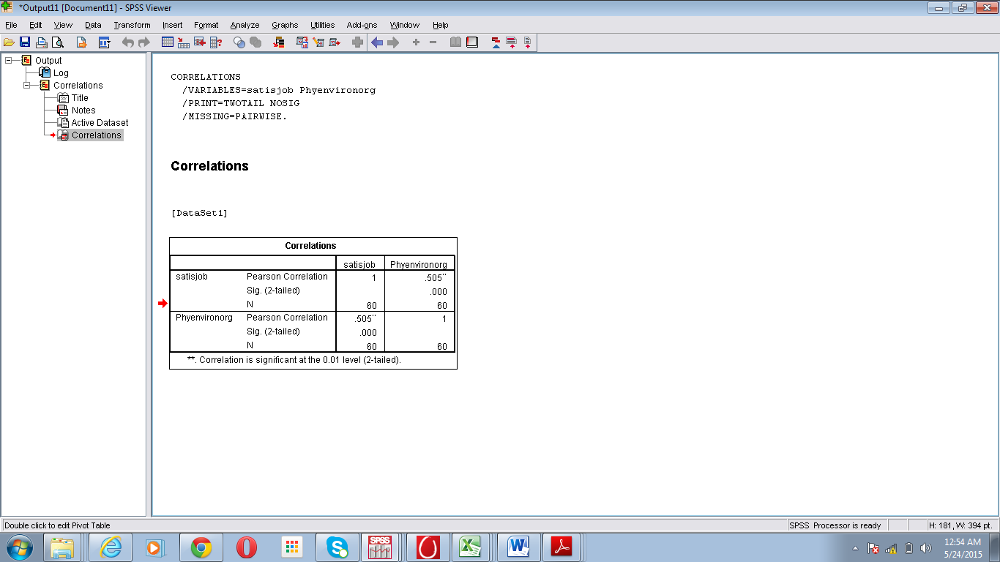 *Output11 [Document11] - SPSS Viewer
File Edit View Data Transform Insert Format Analyze Graphs Utilities Add-ons Window Help
Output
Log
Correlations
Title
Notes
Active Dataset
Correlations
CORRELATIONS
/VARIABLES=satisjob Phyenvironorg
/PRINT=TWOTAIL NOSIG
/MISSING=PAIRWISE.
Correlations
[DataSet1]
Correlations
satisjob Phyenvironorg
satisjob Pearson Correlation 1 .505**
Sig. (2-tailed) .000
N 60 60
Phyenvironorg Pearson Correlation .505** 1
Sig. (2-tailed) .000
N 60 60
**. Correlation is significant at the 0.01 level (2-tailed).
Double click to edit Pivot Table SPSS Processor is ready H: 181, W: 394 pt.
SPSS
12:54 AM
5/24/2015